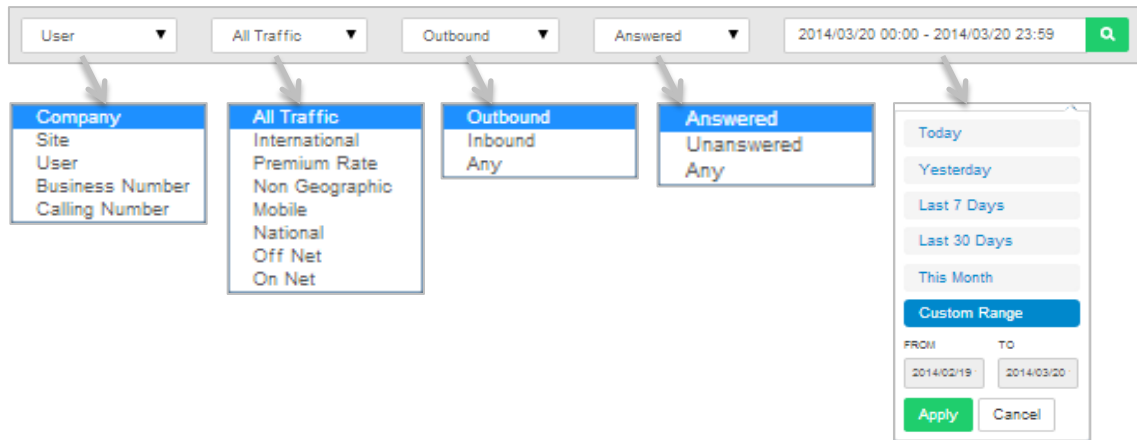 User
All Traffic
Outbound
Answered
2014/03/20 00:00 - 2014/03/20 23:59
Company
Site
User
Business Number
Calling Number
All Traffic
International
Premium Rate
Non Geographic
Mobile
National
Off Net
On Net
Outbound
Inbound
Any
Answered
Unanswered
Any
Today
Yesterday
Last 7 Days
Last 30 Days
This Month
Custom Range
FROM TO
2014/02/19 2014/03/20
Apply Cancel